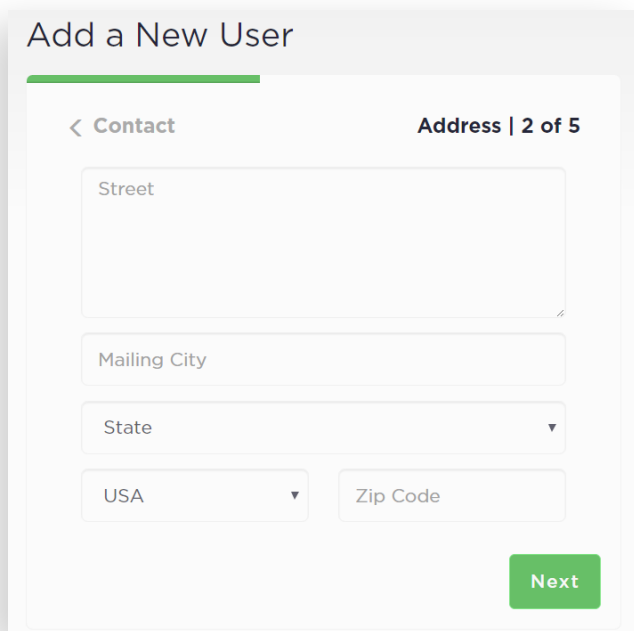 Add a New User
Contact
Address | 2 of 5
Street
Mailing City
State
USA
Zip Code
Next